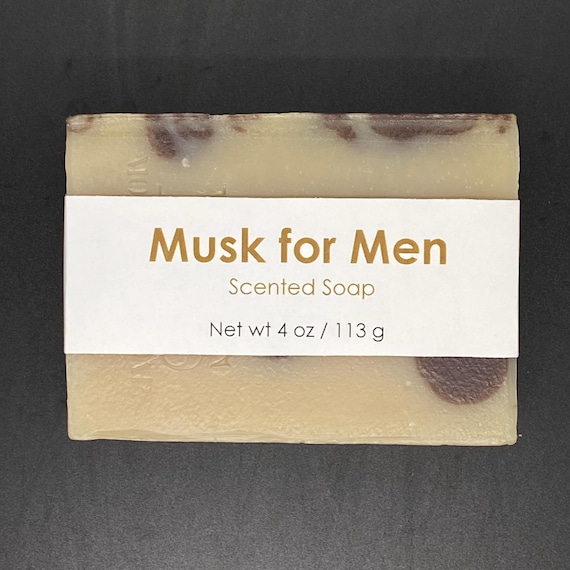 Musk for Men
Scented Soap
Net wt 4 oz / 113 g